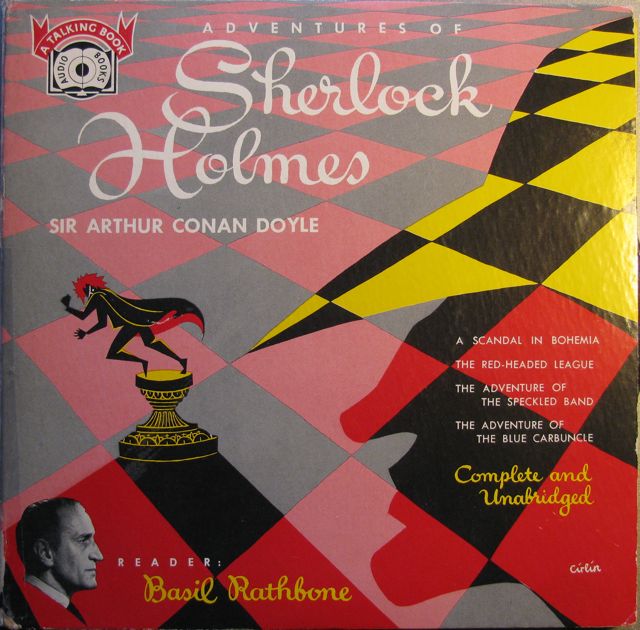 A TALKING BOOK
AUDIO BOOKS
ADVENTURES OF
Sherlock
Holmes
SIR ARTHUR CONAN DOYLE
A SCANDAL IN BOHEMIA
THE RED-HEADED LEAGUE
THE ADVENTURE OF
THE SPECKLED BAND
THE ADVENTURE OF
THE BLUE CARBUNCLE
Complete and
Unabridged
READER:
Basil Rathbone
Cirlin